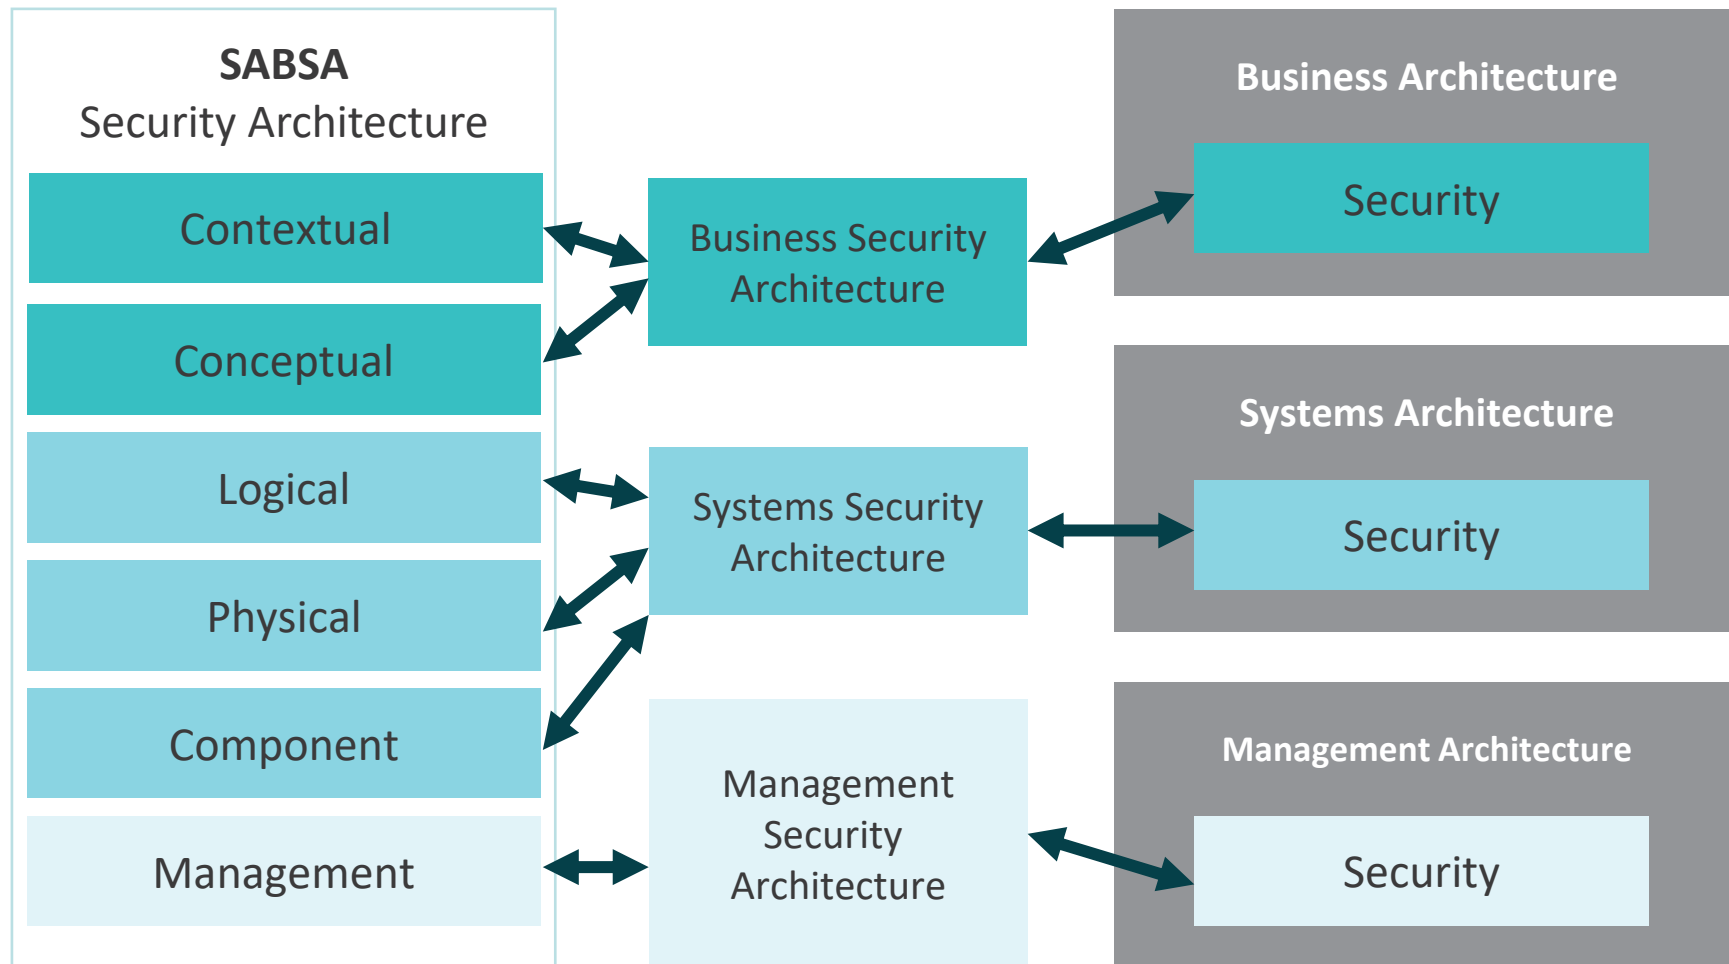 SABSA
Security Architecture
Contextual
Conceptual
Logical
Physical
Component
Management
Business Security
Architecture
Systems Security
Architecture
Management
Security
Architecture
Business Architecture
Security
Systems Architecture
Security
Management Architecture
Security